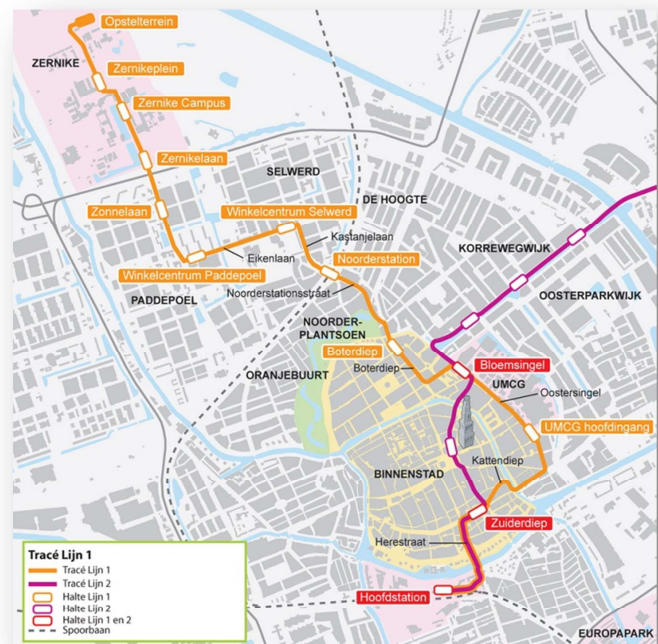 Opstelterrein
ZERNIKE
Zernikeplein
Zernike Campus
Zernikelaan
SELWERD
DE HOOGTE
Zonnelaan
Winkelcentrum Selwerd
Kastanjelaan
KORREWEGWIJK
Eikenlaan
Noorderstation
Winkelcentrum Paddepoel
PADDEPOEL
Noorderstationsstraat
OOSTERPARKWIJK
NOORDER-
PLANTSOEN
Boterdiep
Boterdiep
Bloemsingel
ORANJEBUURT
UMCG
Oostersingel
UMCG hoofdingang
Kattendiep
BINNENSTAD
Zuiderdiep
Herestraat
Hoofdstation
EUROPAPARK
Tracé Lijn 1
Tracé Lijn 1
Tracé Lijn 2
Halte Lijn 1
Halte Lijn 2
Halte Lijn 1 en 2
Spoorbaan